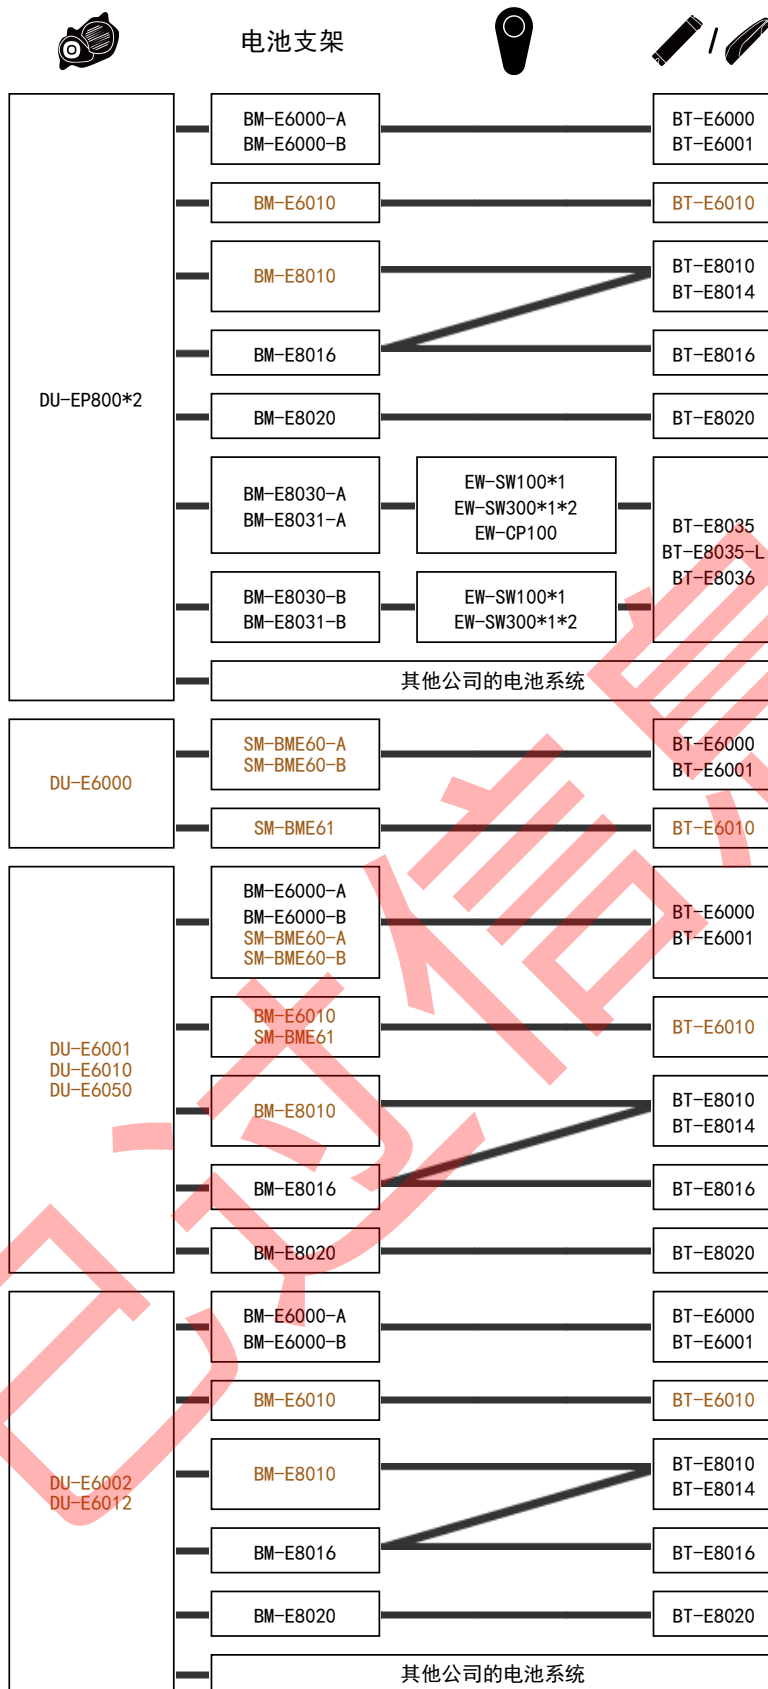 电池支架
DU-EP800*2
BM-E6000-A
BM-E6000-B
BT-E6000
BT-E6001
BM-E6010
BT-E6010
BM-E8010
BT-E8010
BT-E8014
BM-E8016
BT-E8016
BM-E8020
BT-E8020
BM-E8030-A
BM-E8031-A
EW-SW100*1
EW-SW300*1*2
EW-CP100
BT-E8035
BT-E8035-L
BT-E8036
BM-E8030-B
BM-E8031-B
EW-SW100*1
EW-SW300*1*2
其他公司的电池系统
DU-E6000
SM-BME60-A
SM-BME60-B
BT-E6000
BT-E6001
SM-BME61
BT-E6010
DU-E6001
DU-E6010
DU-E6050
BM-E6000-A
BM-E6000-B
SM-BME60-A
SM-BME60-B
BT-E6000
BT-E6001
BM-E6010
SM-BME61
BT-E6010
BM-E8010
BT-E8010
BT-E8014
BM-E8016
BT-E8016
BM-E8020
BT-E8020
DU-E6002
DU-E6012
BM-E6000-A
BM-E6000-B
BT-E6000
BT-E6001
BM-E6010
BT-E6010
BM-E8010
BT-E8010
BT-E8014
BM-E8016
BT-E8016
BM-E8020
BT-E8020
其他公司的电池系统
已过信息